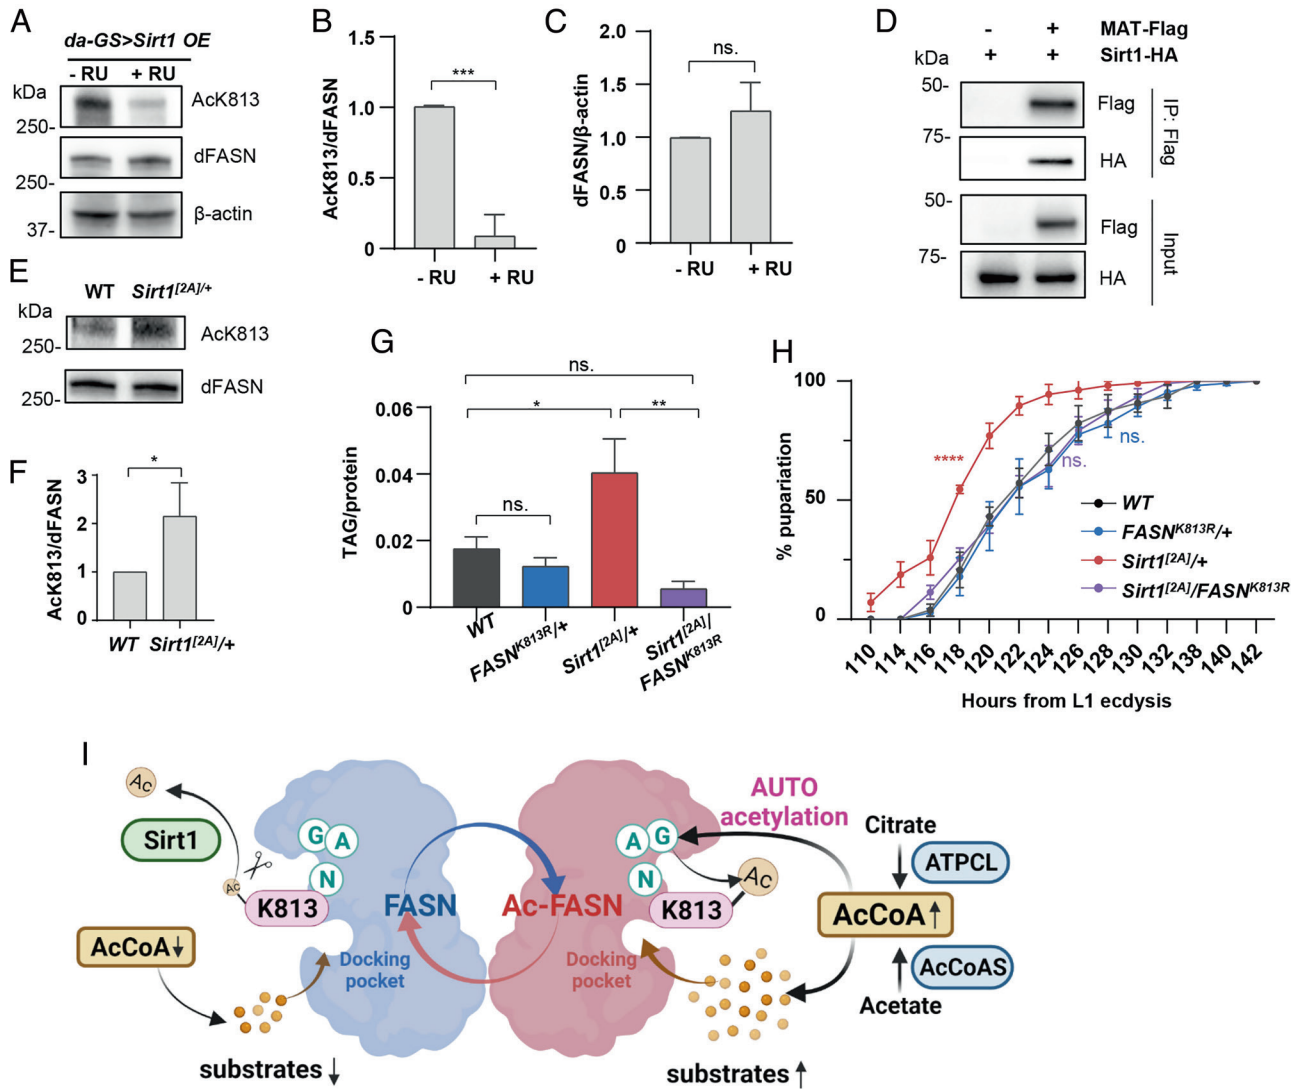 A
da-GS>Sirt1 OE
- RU + RU
kDa
AcK813
250-
dFASN
250-
β-actin
37-
B
AcK813/dFASN
1.5
1.0
0.5
0
***
- RU + RU
C
dFASN/β-actin
2.0
1.5
1.0
0.5
0
ns.
- RU + RU
D
- + MAT-Flag
+ + Sirt1-HA
kDa
50-
Flag
75-
HA
IP: Flag
50-
Flag
75-
HA
Input
E
WT Sirt1[2A]/+
kDa
AcK813
250-
dFASN
250-
F
AcK813/dFASN
3
2
1
0
*
WT Sirt1[2A]/+
G
TAG/protein
0.06
0.04
0.02
0
ns.
* **
ns.
WT
FASNK813R/+
Sirt1[2A]/+
Sirt1[2A]/
FASNK813R
H
% pupariation
100
50
0
****
ns.
ns.
WT
FASNK813R/+
Sirt1[2A]/+
Sirt1[2A]/FASNK813R
110 114 116 118 120 122 124 126 128 130 132 138 140 142
Hours from L1 ecdysis
I
Ac
Sirt1
Ac
K813
G A
N
FASN
Docking
pocket
AcCoA↓
substrates↓
Ac-FASN
A G
N
K813
Ac
Docking
pocket
AUTO
acetylation
Citrate
ATPCL
AcCoA↑
AcCoAS
Acetate
substrates↑